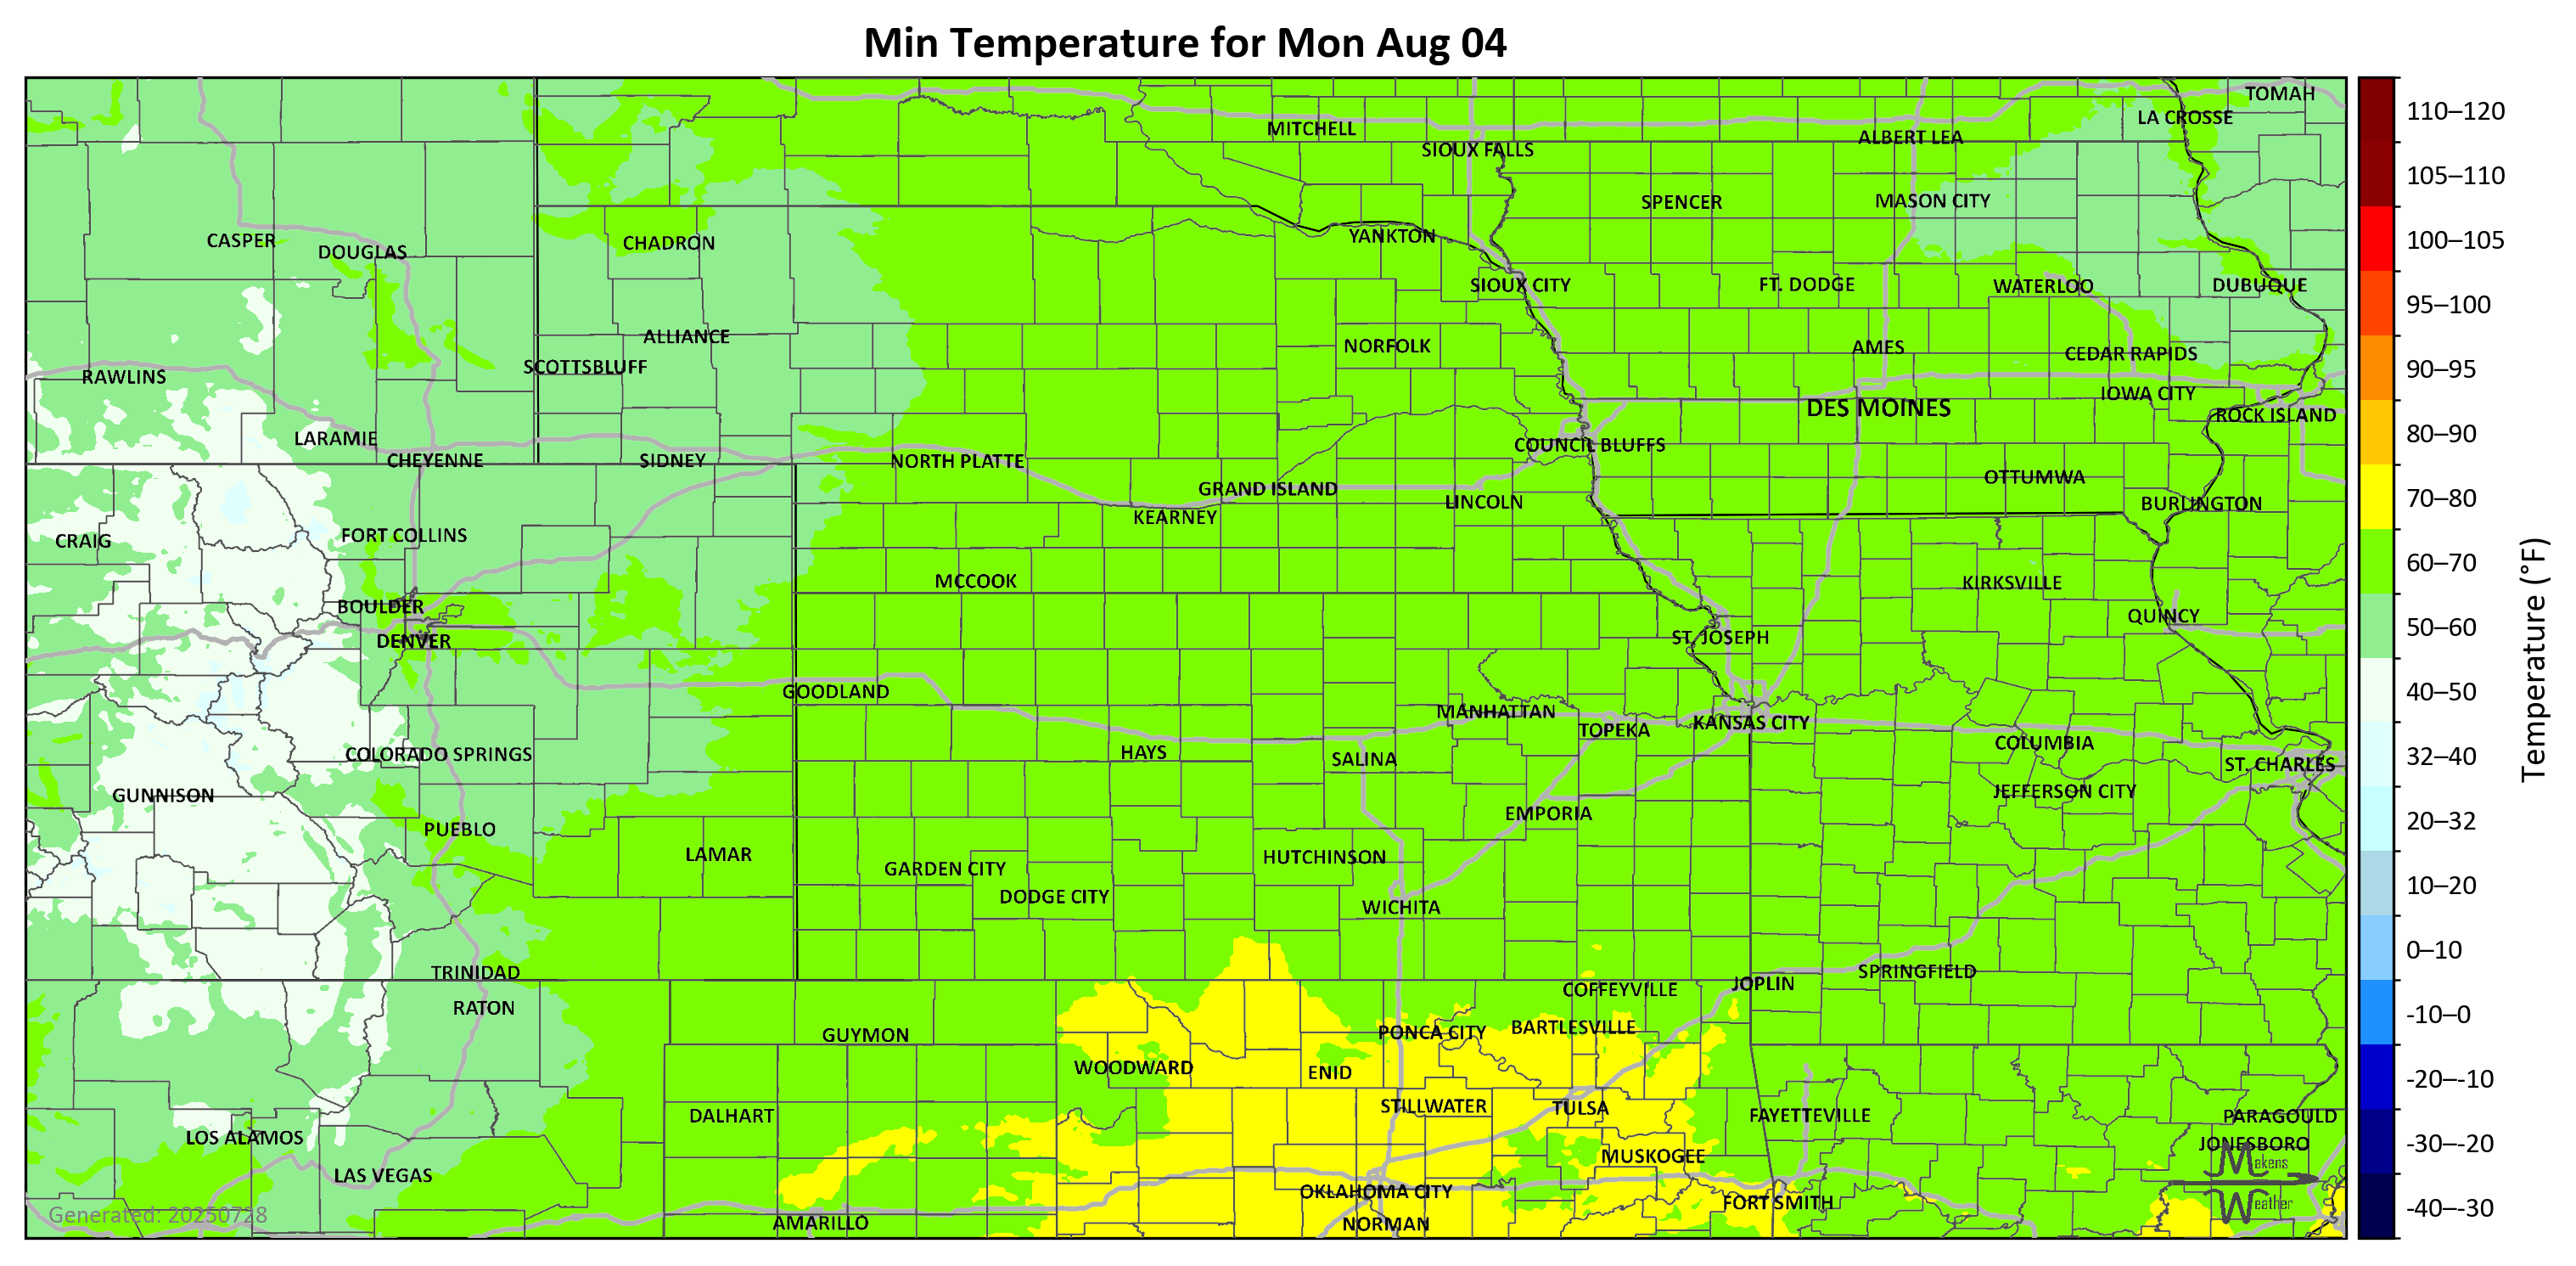 Min Temperature for Mon Aug 04
TOMAH
LA CROSSE
MITCHELL
ALBERT LEA
SIOUX FALLS
SPENCER
MASON CITY
CASPER
DOUGLAS
CHADRON
YANKTON
SIOUX CITY
FT. DODGE
WATERLOO
DUBUQUE
ALLIANCE
NORFOLK
AMES
CEDAR RAPIDS
SCOTTSBLUFF
RAWLINS
IOWA CITY
DES MOINES
ROCK ISLAND
LARAMIE
COUNCIL BLUFFS
CHEYENNE
SIDNEY
NORTH PLATTE
OTTUMWA
GRAND ISLAND
LINCOLN
BURLINGTON
KEARNEY
FORT COLLINS
CRAIG
MCCOOK
KIRKSVILLE
BOULDER
QUINCY
DENVER
ST. JOSEPH
GOODLAND
MANHATTAN
KANSAS CITY
TOPEKA
COLUMBIA
HAYS
COLORADO SPRINGS
SALINA
ST. CHARLES
GUNNISON
JEFFERSON CITY
EMPORIA
PUEBLO
LAMAR
HUTCHINSON
GARDEN CITY
DODGE CITY
WICHITA
TRINIDAD
SPRINGFIELD
JOPLIN
COFFEYVILLE
RATON
BARTLESVILLE
PONCA CITY
GUYMON
WOODWARD
ENID
STILLWATER
TULSA
DALHART
FAYETTEVILLE
PARAGOULD
LOS ALAMOS
JONESBORO
MUSKOGEE
LAS VEGAS
OKLAHOMA CITY
FORT SMITH
AMARILLO
NORMAN
Makens
Weather
Generated: 20250728
110–120
105–110
100–105
95–100
90–95
80–90
70–80
60–70
50–60
40–50
32–40
20–32
10–20
0–10
-10–0
-20–-10
-30–-20
-40–-30
Temperature (°F)